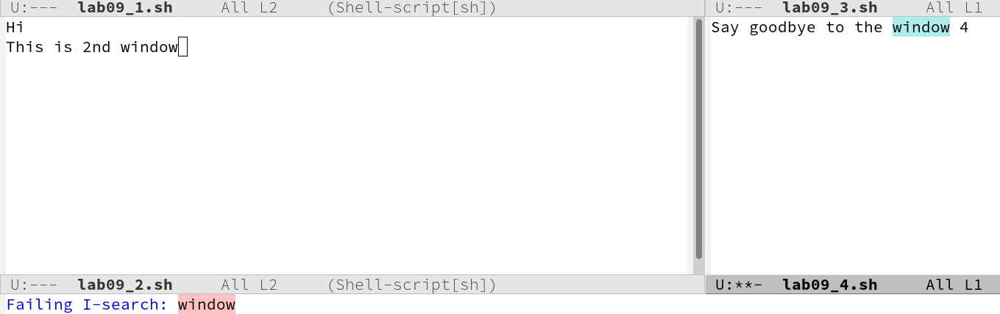 U:--- lab09_1.sh All L2 (Shell-script[sh])
U:--- lab09_3.sh All L1
Hi
This is 2nd window
Say goodbye to the window 4
U:--- lab09_2.sh All L2 (Shell-script[sh])
U:**- lab09_4.sh All L1
Failing I-search: window